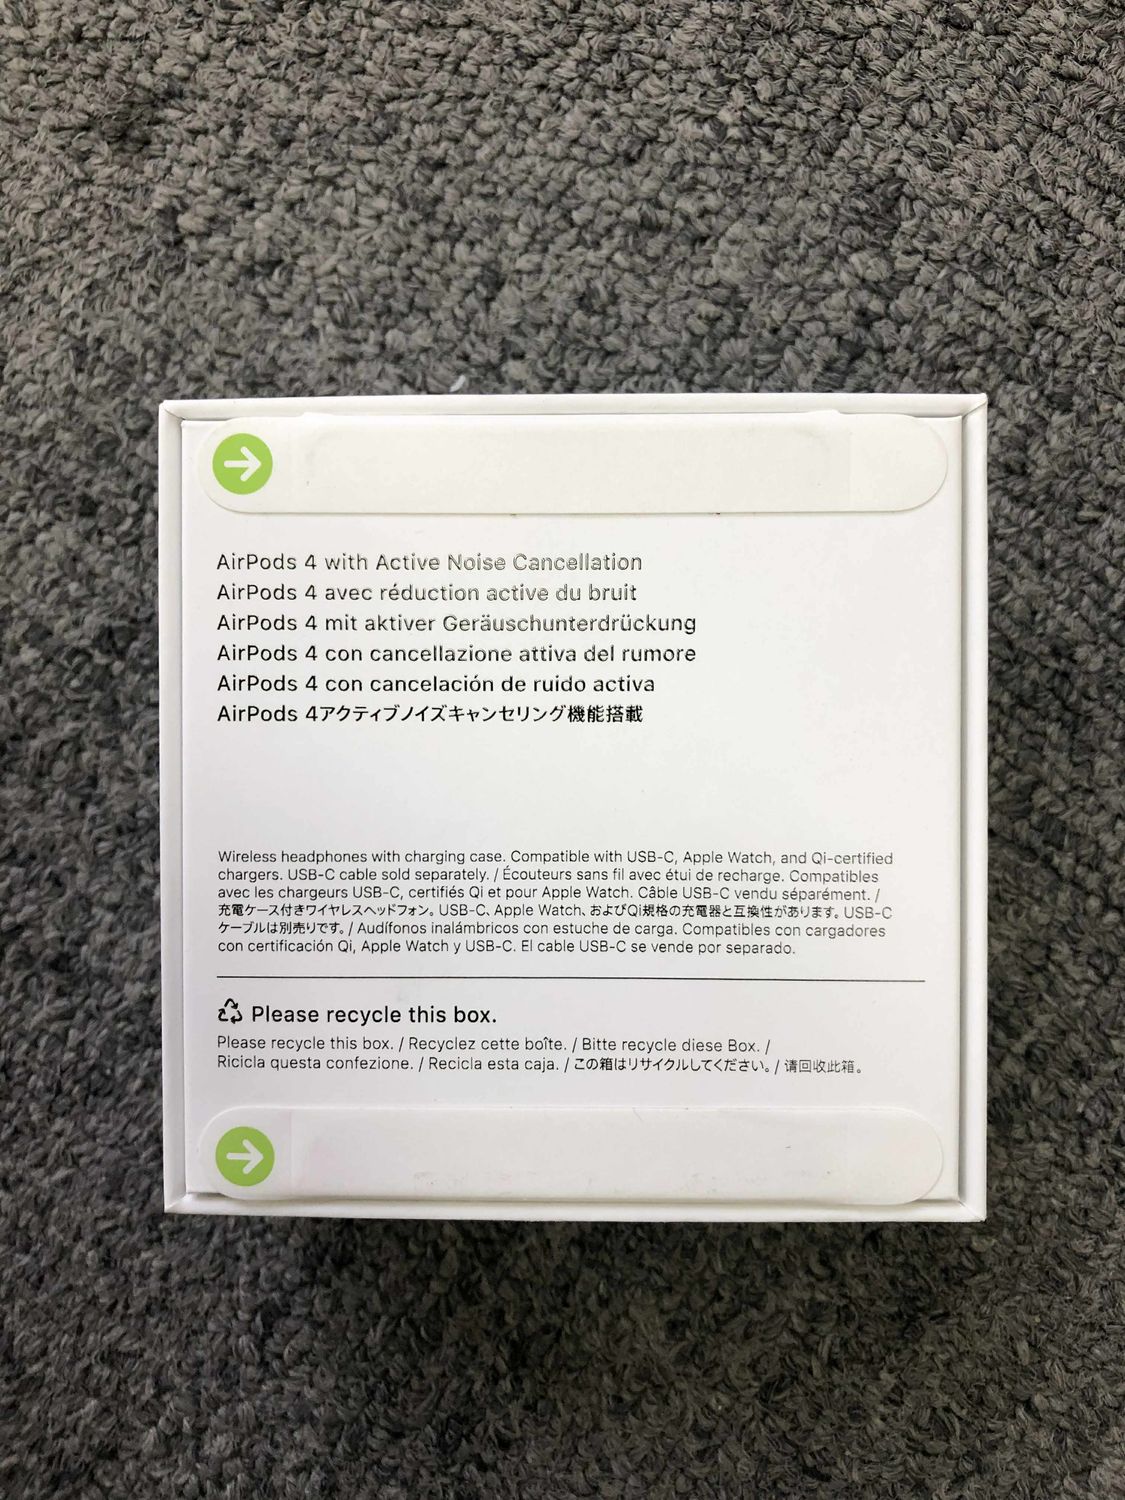 AirPods 4 with Active Noise Cancellation
AirPods 4 avec réduction active du bruit
AirPods 4 mit aktiver Geräuschunterdrückung
AirPods 4 con cancellazione attiva del rumore
AirPods 4 con cancelación de ruido activa
AirPods 4アクティブノイズキャンセリング機能搭載
Wireless headphones with charging case. Compatible with USB-C, Apple Watch, and Qi-certified
chargers. USB-C cable sold separately. / Écouteurs sans fil avec étui de recharge. Compatibles
avec les chargeurs USB-C, certifiés Qi et pour Apple Watch. Câble USB-C vendu séparément. /
充電ケース付きワイヤレスヘッドフォン。USB-C、Apple Watch、およびQi規格の充電器と互換性があります。USB-C
ケーブルは別売りです。/ Audífonos inalámbricos con estuche de carga. Compatibles con cargadores
con certificación Qi, Apple Watch y USB-C. El cable USB-C se vende por separado.
Please recycle this box.
Please recycle this box. / Recyclez cette boîte. / Bitte recycle diese Box. /
Ricicla questa confezione. / Recicla esta caja. / この箱はリサイクルしてください。/ 请回收此箱。